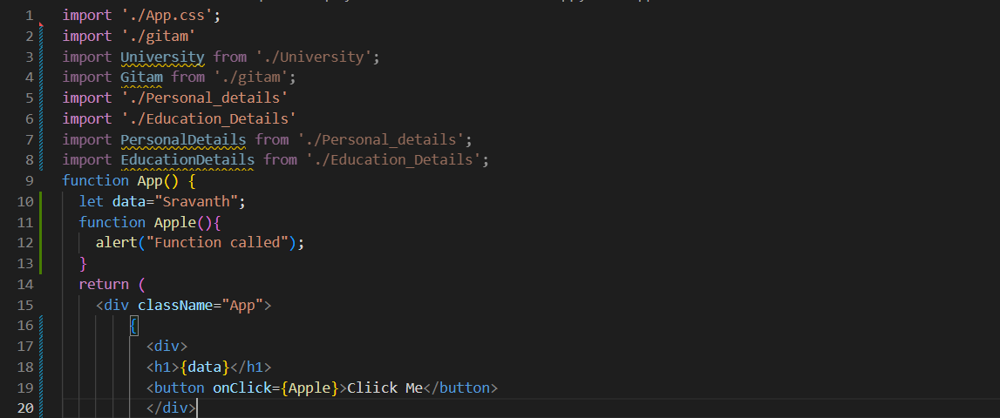 1 import './App.css';
2 import './gitam'
3 import University from './University';
4 import Gitam from './gitam';
5 import './Personal_details'
6 import './Education_Details'
7 import PersonalDetails from './Personal_details';
8 import EducationDetails from './Education_Details';
9 function App() {
10 let data="Sravanth";
11 function Apple(){
12 alert("Function called");
13 }
14 return (
15 <div className="App">
16 {
17 <div>
18 <h1>{data}</h1>
19 <button onClick={Apple}>Cliick Me</button>
20 </div>